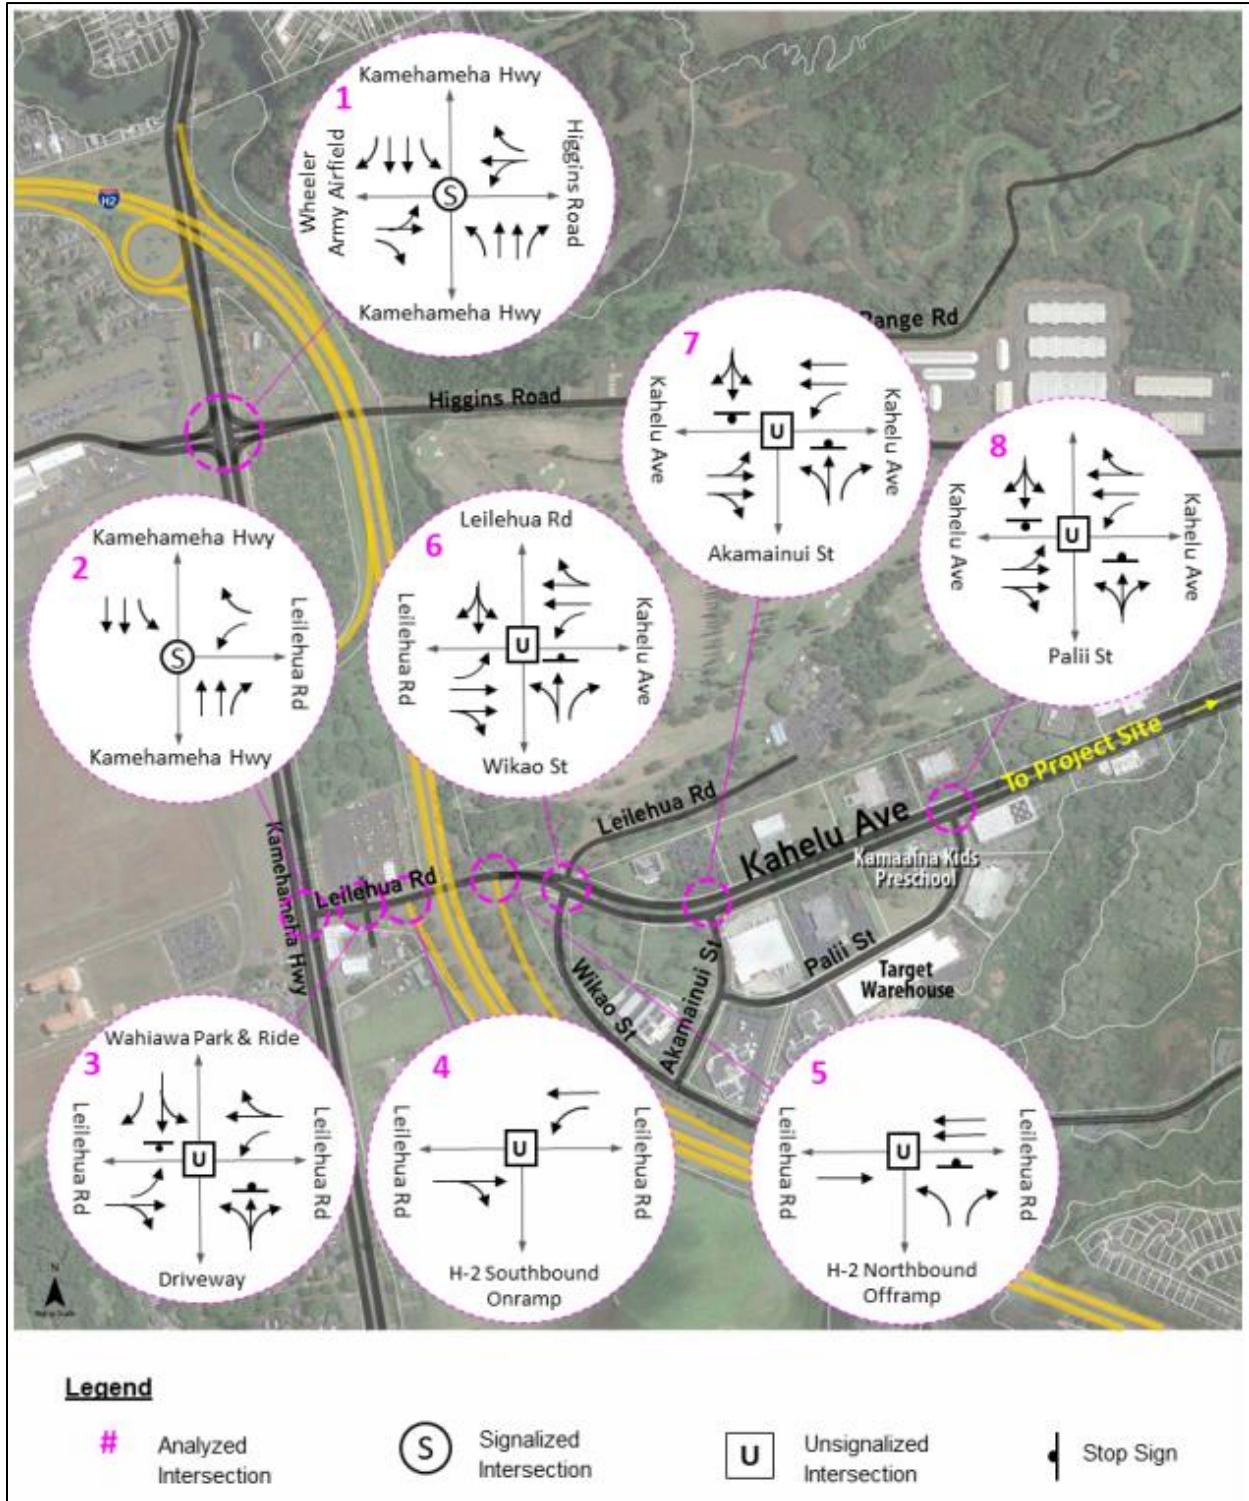 Kamehameha Hwy
1
Wheeler
Army Airfield
Higgins Road
S
Kamehameha Hwy
H2
Range Rd
7
Kahelu Ave
Kahelu Ave
U
Akamainui St
Higgins Road
8
Kahelu Ave
Kahelu Ave
U
Palii St
Kamehameha Hwy
2
Leilehua Rd
S
Kamehameha Hwy
Leilehua Rd
6
Leilehua Rd
Kahelu Ave
U
Wikao St
To Project Site
Leilehua Rd
Kahelu Ave
Kamaaina Kids
Preschool
Kamehameha Hwy
Leilehua Rd
Palii St
Target
Warehouse
Wikao St
Akamainui St
Wahiawa Park & Ride
3
Leilehua Rd
Leilehua Rd
U
Driveway
4
Leilehua Rd
Leilehua Rd
U
H-2 Southbound
Onramp
5
Leilehua Rd
Leilehua Rd
U
H-2 Northbound
Offramp
N
Legend
# Analyzed
Intersection
S Signalized
Intersection
U Unsignalized
Intersection
Stop Sign